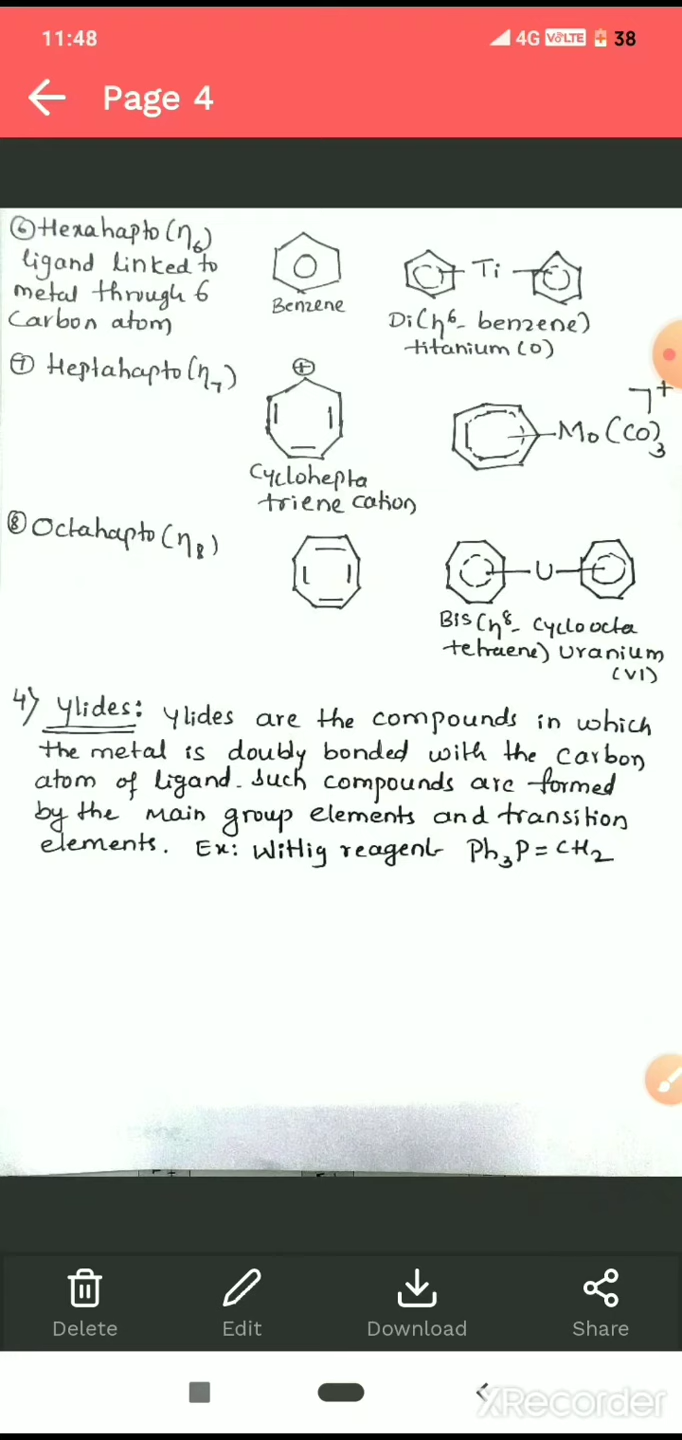 11:48 4G VoLTE 38
Page 4
⑥ Hexahapto (η6)
ligand linked to
metal through 6
Carbon atom
Benzene
Ti
Di(η6- benzene)
titanium (0)
⑦ Heptahapto (η7)
⊕
Cyclohepta
triene cation
Mo(CO)3 ]+
⑧ Octahapto (η8)
U
Bis(η8- Cycloocta
tetraene) Uranium
(VI)
4) Ylides: Ylides are the compounds in which
the metal is doubly bonded with the Carbon
atom of ligand. Such compounds are formed
by the main group elements and transition
elements. Ex: Wittig reagent Ph3P=CH2
Delete Edit Download Share
XRecorder